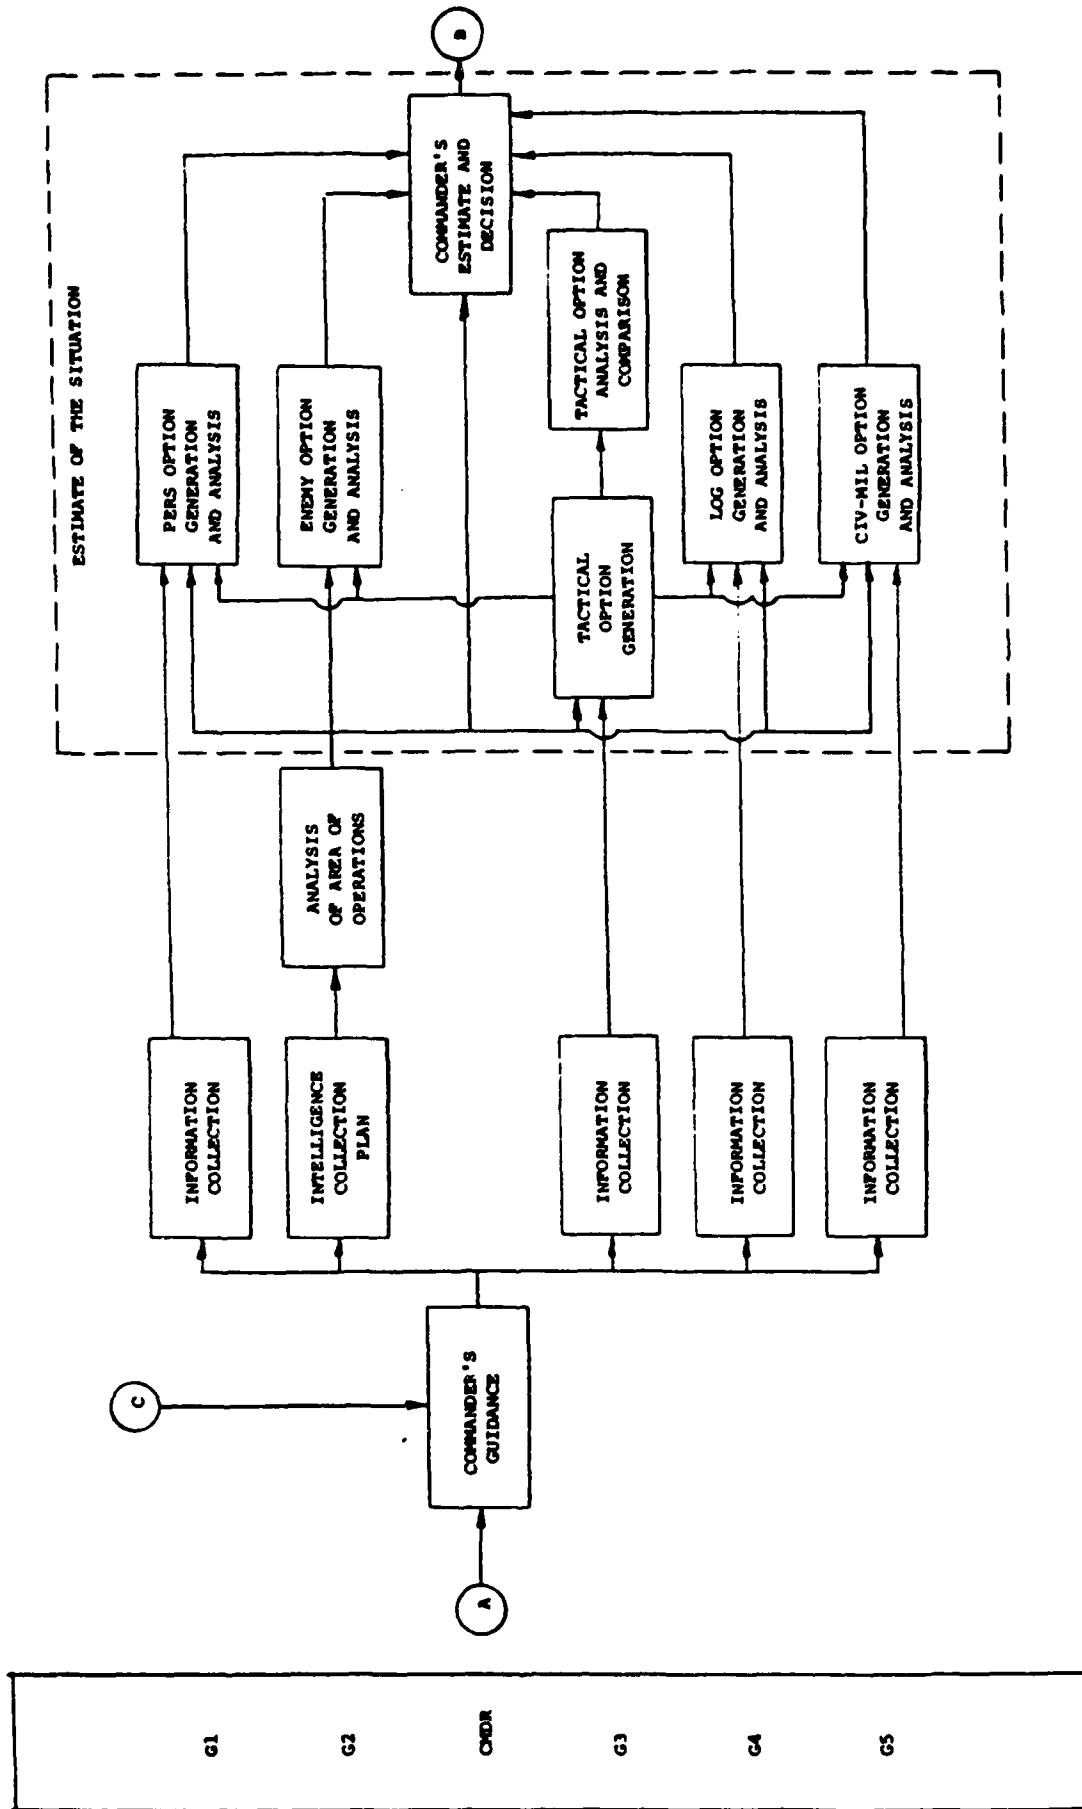 ESTIMATE OF THE SITUATION
G1
INFORMATION
COLLECTION
PERS OPTION
GENERATION
AND ANALYSIS
G2
INTELLIGENCE
COLLECTION
PLAN
ANALYSIS
OF AREA OF
OPERATIONS
ENEMY OPTION
GENERATION
AND ANALYSIS
C
CMDR
A
COMMANDER'S
GUIDANCE
COMMANDER'S
ESTIMATE AND
DECISION
B
G3
INFORMATION
COLLECTION
TACTICAL
OPTION
GENERATION
TACTICAL OPTION
ANALYSIS AND
COMPARISON
G4
INFORMATION
COLLECTION
LOG OPTION
GENERATION
AND ANALYSIS
G5
INFORMATION
COLLECTION
CIV-MIL OPTION
GENERATION
AND ANALYSIS